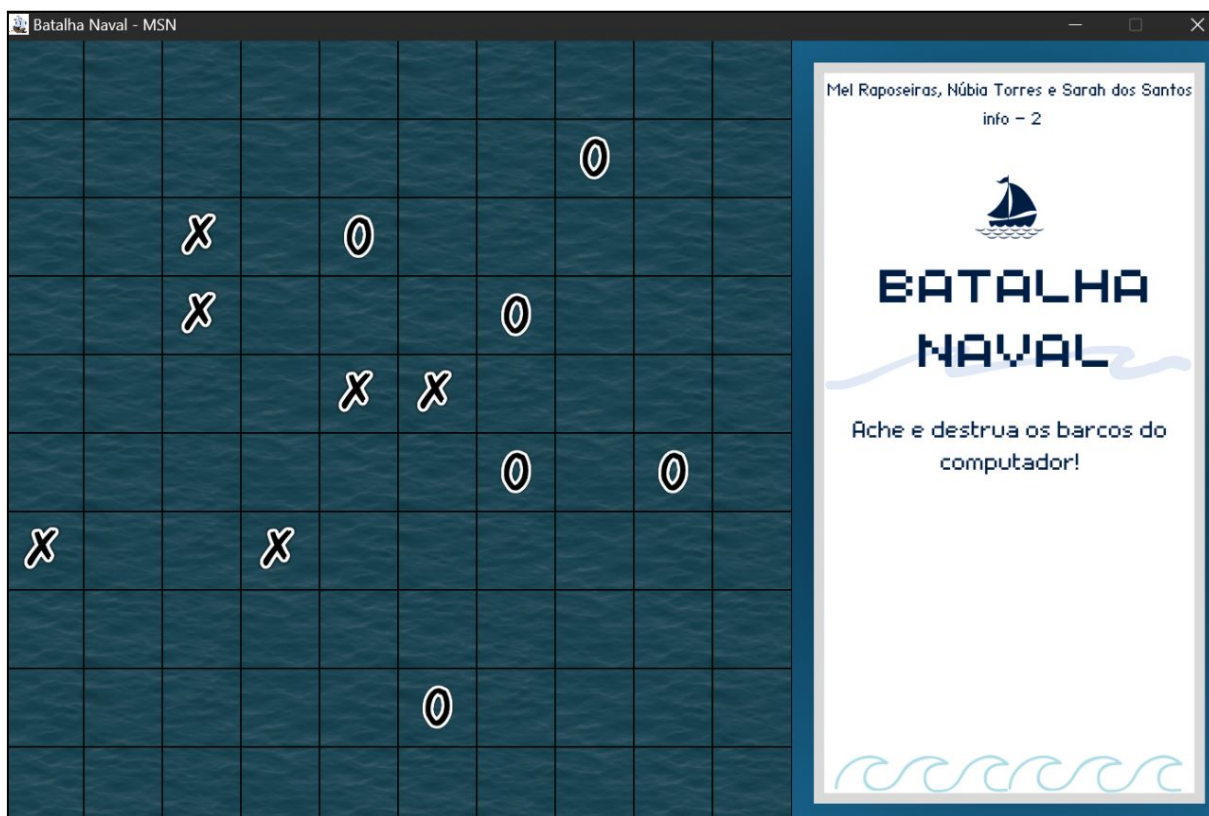 Batalha Naval - MSN
Mel Raposeiras, Núbia Torres e Sarah dos Santos
info - 2
BATALHA
NAVAL
Ache e destrua os barcos do
computador!
O
X O
X O
X X
O O
X X
O